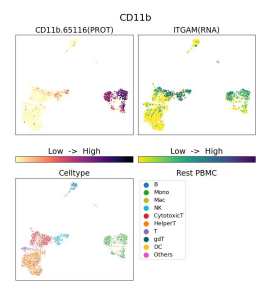 CD11b
CD11b.65116(PROT) ITGAM(RNA)
Low -> High Low -> High
Celltype Rest PBMC
B
Mono
Mac
NK
CytotoxicT
HelperT
T
gdT
DC
Others